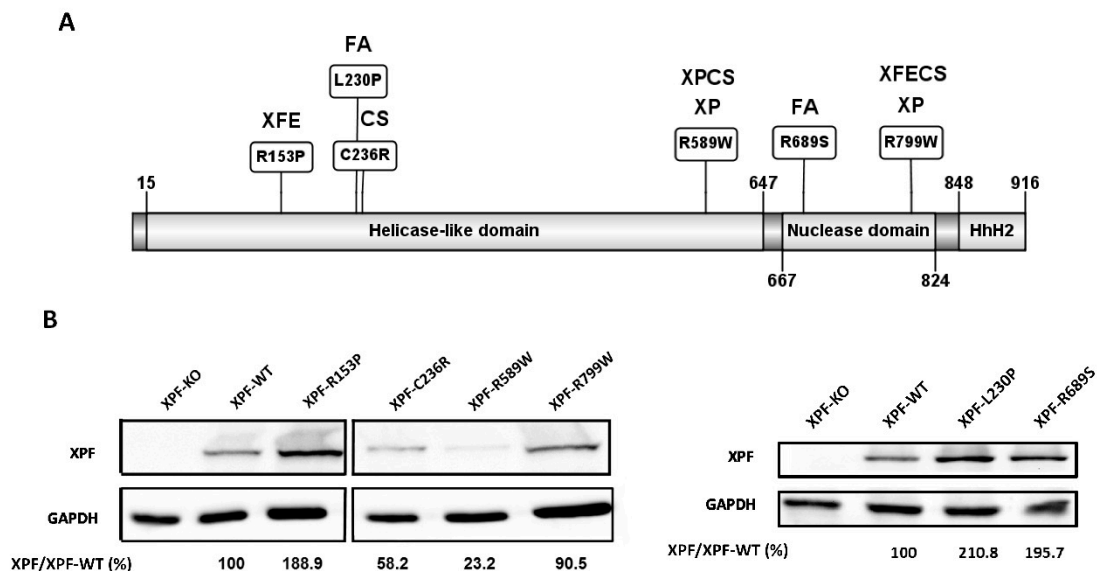 A
FA
L230P
XFE
CS
R153P
C236R
XPCS
XP
R589W
FA
R689S
XFECS
XP
R799W
15
647
848
916
Helicase-like domain
Nuclease domain
HhH2
667
824
B
XPF-KO
XPF-WT
XPF-R153P
XPF-C236R
XPF-R589W
XPF-R799W
XPF
GAPDH
XPF/XPF-WT (%) 100 188.9 58.2 23.2 90.5
XPF-KO
XPF-WT
XPF-L230P
XPF-R689S
XPF
GAPDH
XPF/XPF-WT (%) 100 210.8 195.7